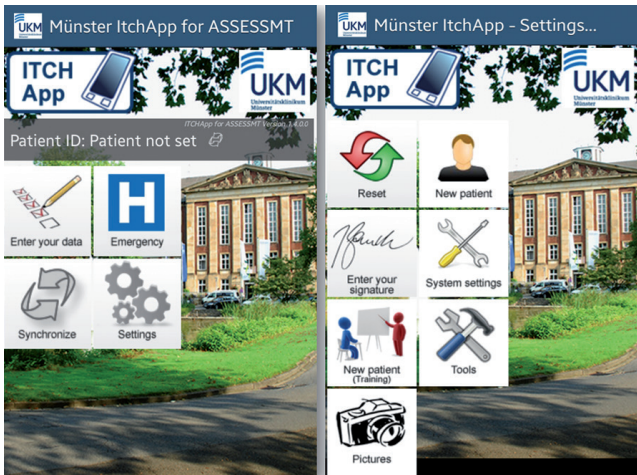 UKM Münster ItchApp for ASSESSMT
ITCH
App
UKM
Universitätsklinikum
Münster
ITCHApp for ASSESSMT Version 1.4.0.0
Patient ID: Patient not set
Enter your data
H
Emergency
Synchronize
Settings
UKM Münster ItchApp - Settings...
ITCH
App
UKM
Universitätsklinikum
Münster
Reset
New patient
Enter your
signature
System settings
New patient
(Training)
Tools
Pictures